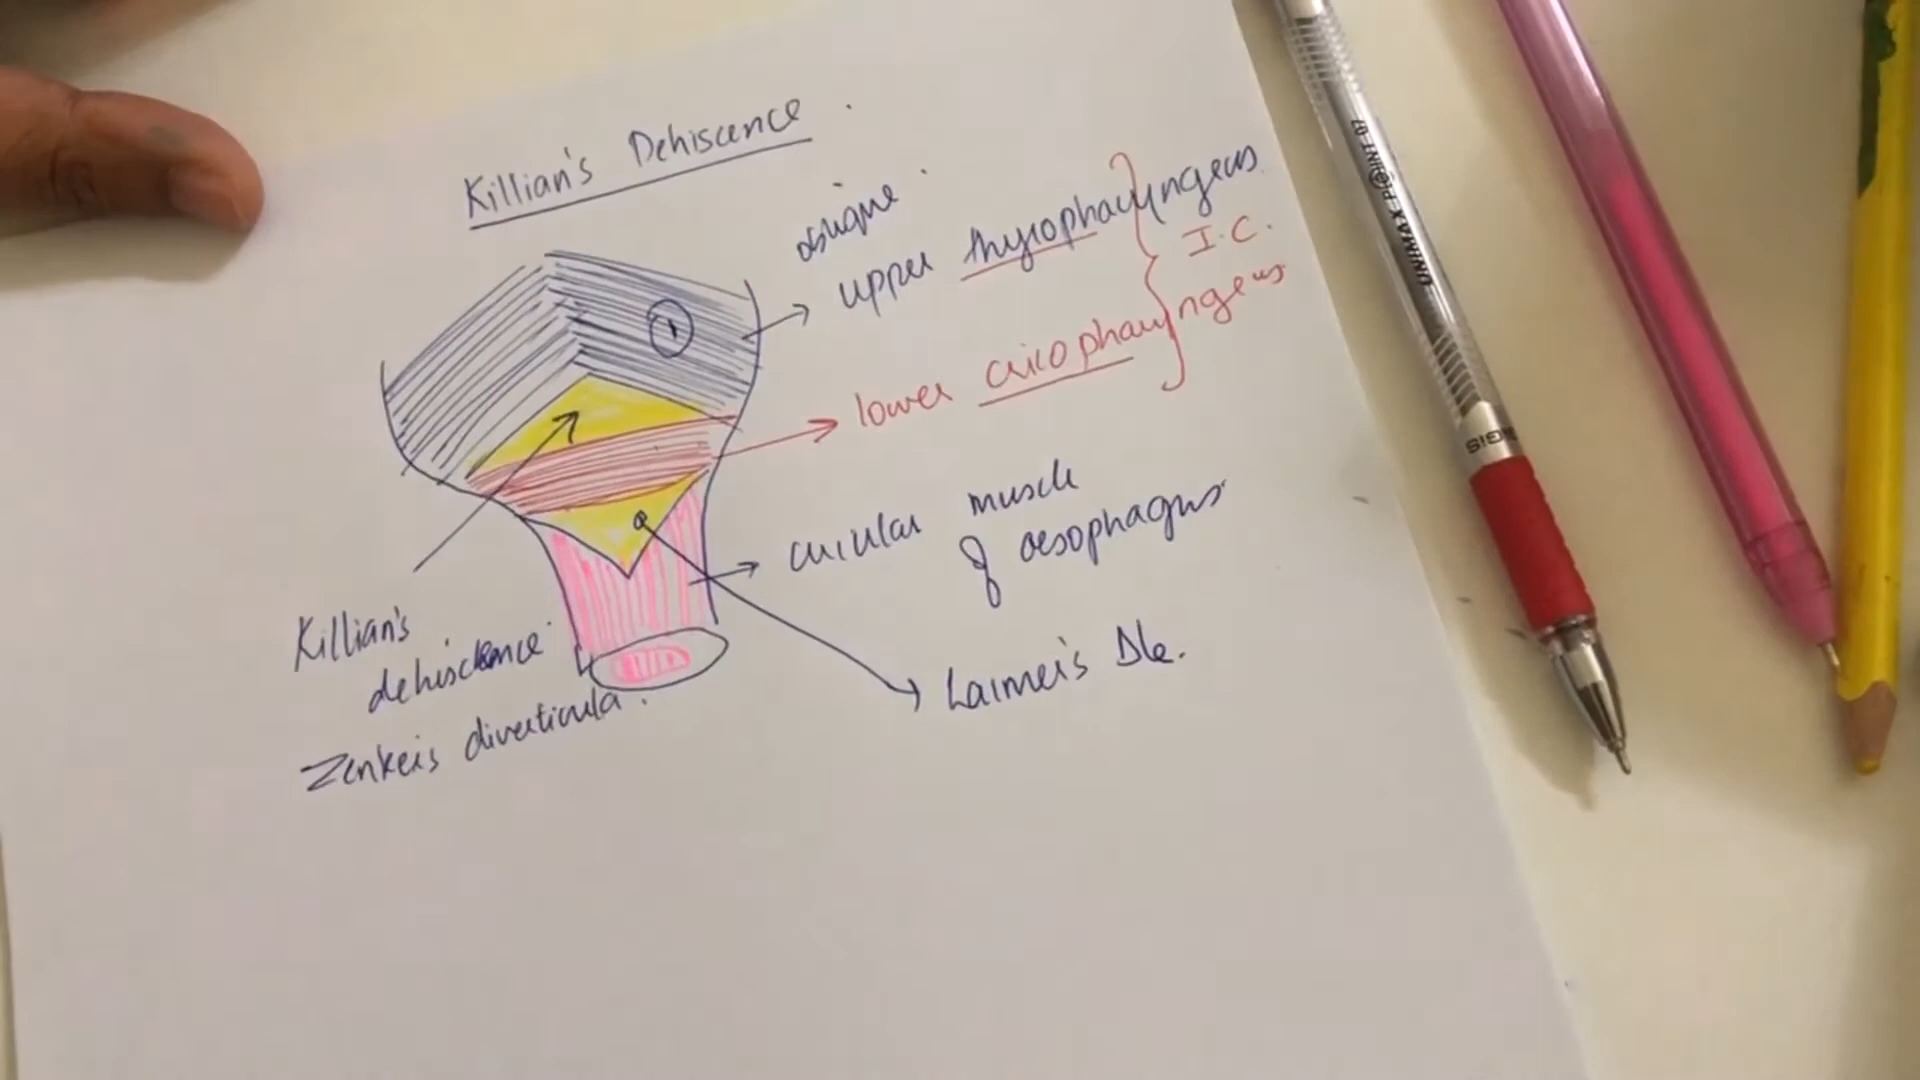 Killian's Dehiscence
oblique
upper thyropharyngeus
I.C.
lower cricopharyngeus
circular muscle
of oesophagus
Killian's
dehiscence
Zenker's diverticula
Laimer's Dle.
UNIMAX POINT 07